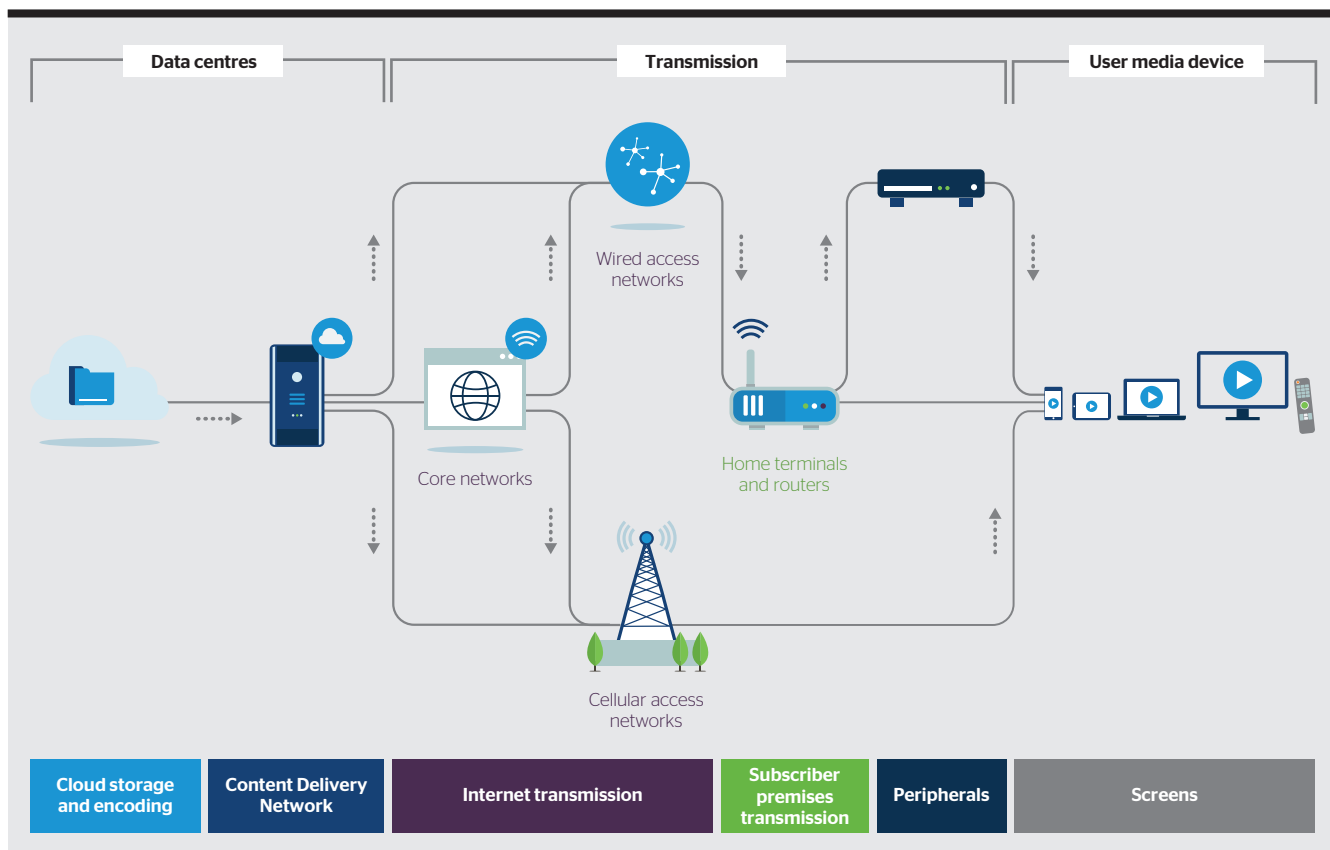 Data centres
Transmission
User media device
Wired access
networks
Core networks
Home terminals
and routers
Cellular access
networks
Cloud storage
and encoding
Content Delivery
Network
Internet transmission
Subscriber
premises
transmission
Peripherals
Screens